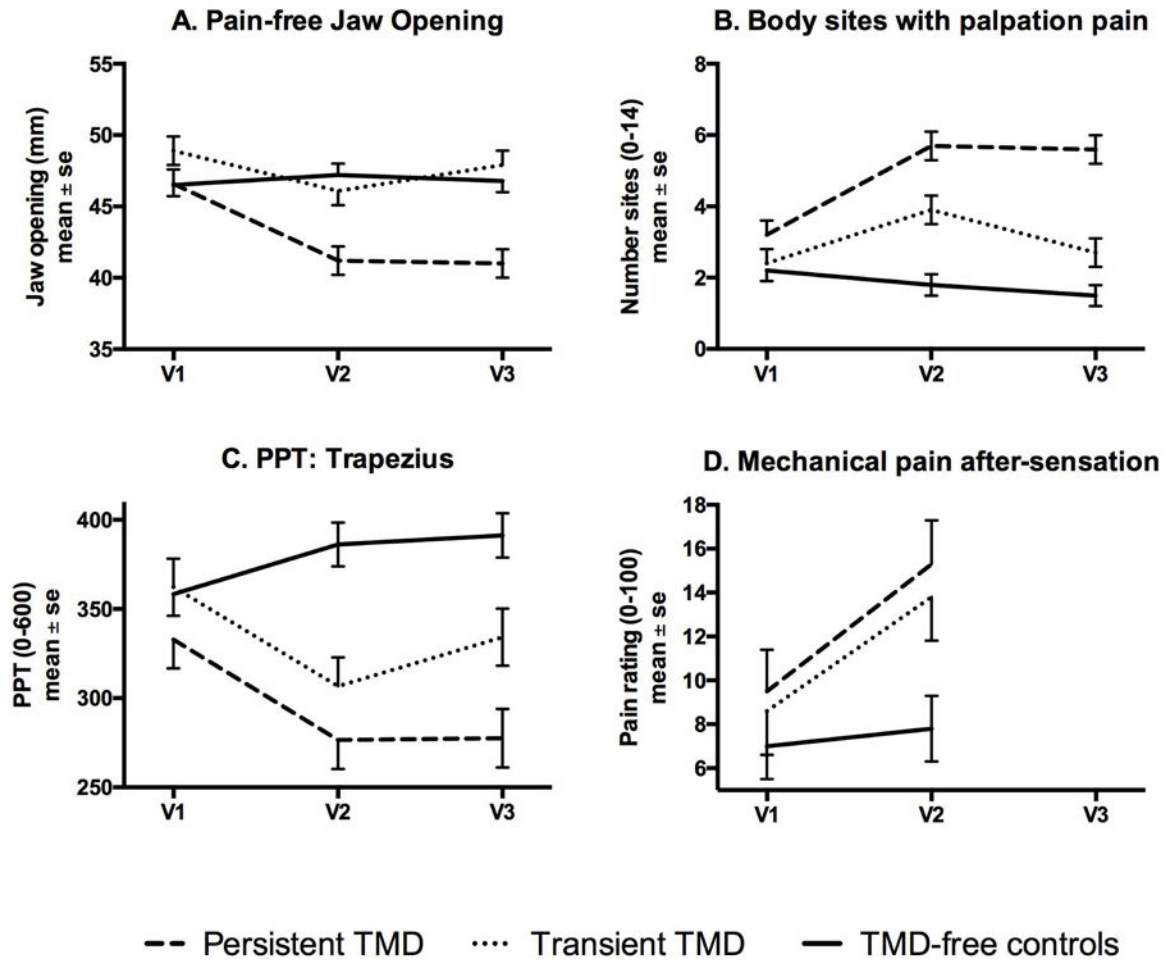 A. Pain-free Jaw Opening
Jaw opening (mm)
mean ± se
55
50
45
40
35
V1 V2 V3
B. Body sites with palpation pain
Number sites (0-14)
mean ± se
8
6
4
2
0
V1 V2 V3
C. PPT: Trapezius
PPT (0-600)
mean ± se
400
350
300
250
V1 V2 V3
D. Mechanical pain after-sensation
Pain rating (0-100)
mean ± se
18
16
14
12
10
8
6
V1 V2 V3
Persistent TMD Transient TMD TMD-free controls